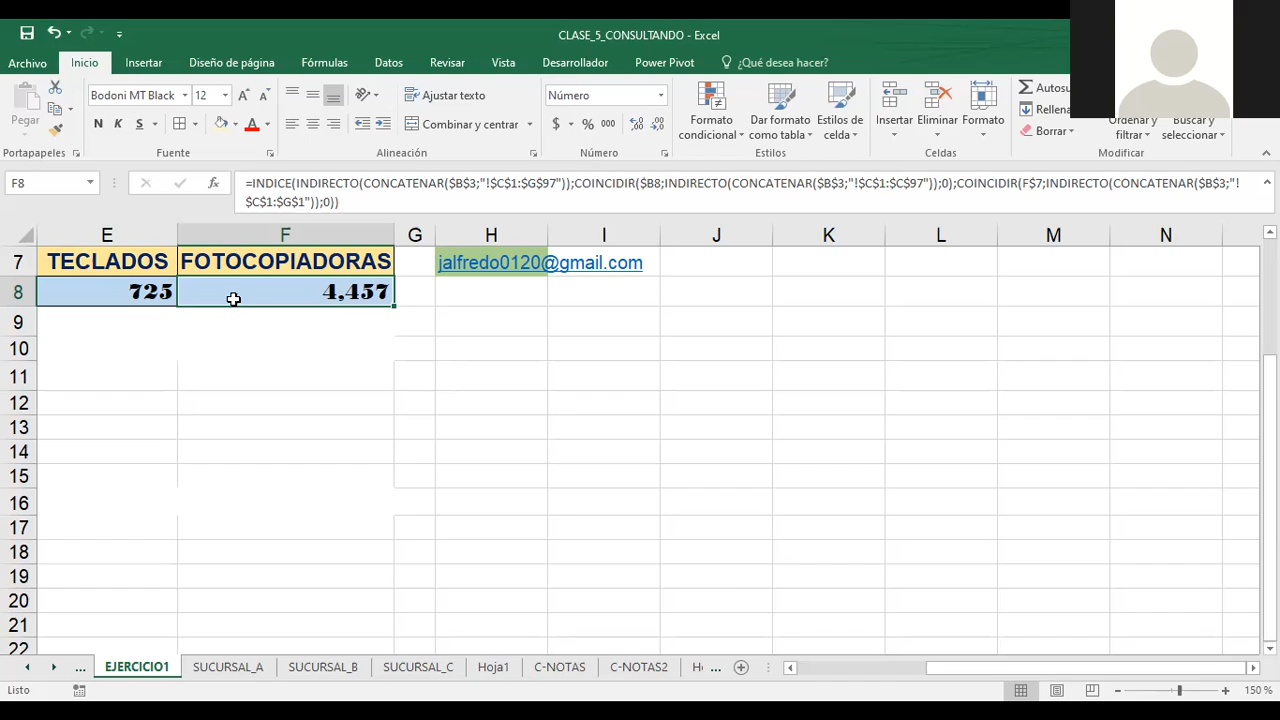 CLASE_5_CONSULTANDO - Excel
Archivo Inicio Insertar Diseño de página Fórmulas Datos Revisar Vista Desarrollador Power Pivot ¿Qué desea hacer?
Pegar
Bodoni MT Black 12
N K S
Ajustar texto
Combinar y centrar
Número
$ % 000
Formato condicional
Dar formato como tabla
Estilos de celda
Insertar Eliminar Formato
Autosu
Rellena
Borrar
Ordenar y filtrar
Buscar y seleccionar
Portapapeles Fuente Alineación Número Estilos Celdas Modificar
F8
=INDICE(INDIRECTO(CONCATENAR($B$3;"!$C$1:$G$97"));COINCIDIR($B8;INDIRECTO(CONCATENAR($B$3;"!$C$1:$C$97"));0);COINCIDIR(F$7;INDIRECTO(CONCATENAR($B$3;"!
$C$1:$G$1"));0))
E F G H I J K L M N
7 TECLADOS FOTOCOPIADORAS jalfredo0120@gmail.com
8 725 4,457
9
10
11
12
13
14
15
16
17
18
19
20
21
22
... EJERCICIO1 SUCURSAL_A SUCURSAL_B SUCURSAL_C Hoja1 C-NOTAS C-NOTAS2 Ho ...
Listo 150 %